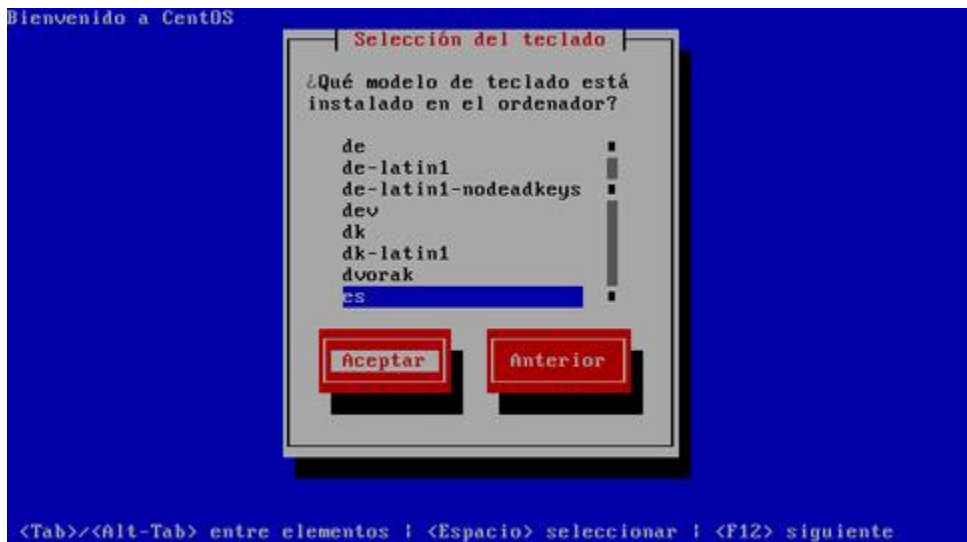 Bienvenido a CentOS
Selección del teclado
¿Qué modelo de teclado está
instalado en el ordenador?
de
de-latin1
de-latin1-nodeadkeys
dev
dk
dk-latin1
dvorak
es
Aceptar Anterior
<Tab>/<Alt-Tab> entre elementos | <Espacio> seleccionar | <F12> siguiente